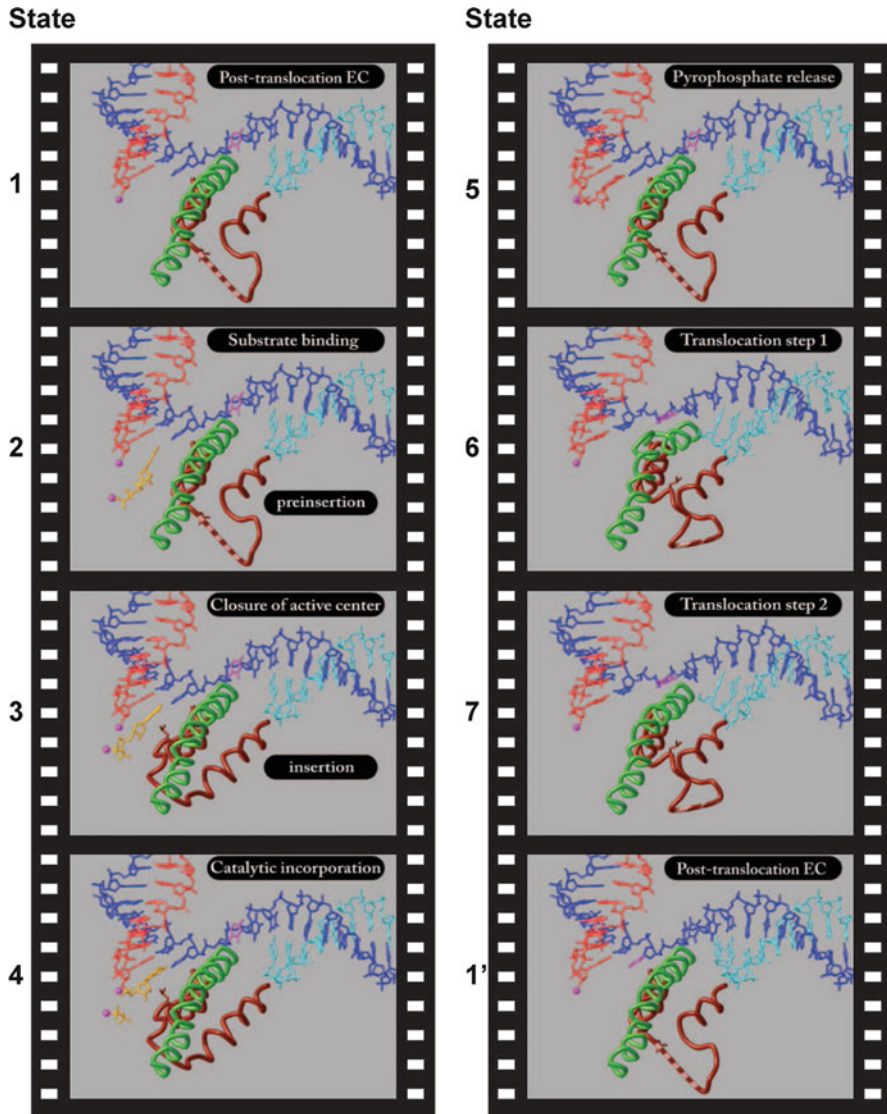 State
1
Post-translocation EC
2
Substrate binding
preinsertion
3
Closure of active center
insertion
4
Catalytic incorporation
State
5
Pyrophosphate release
6
Translocation step 1
7
Translocation step 2
1’
Post-translocation EC